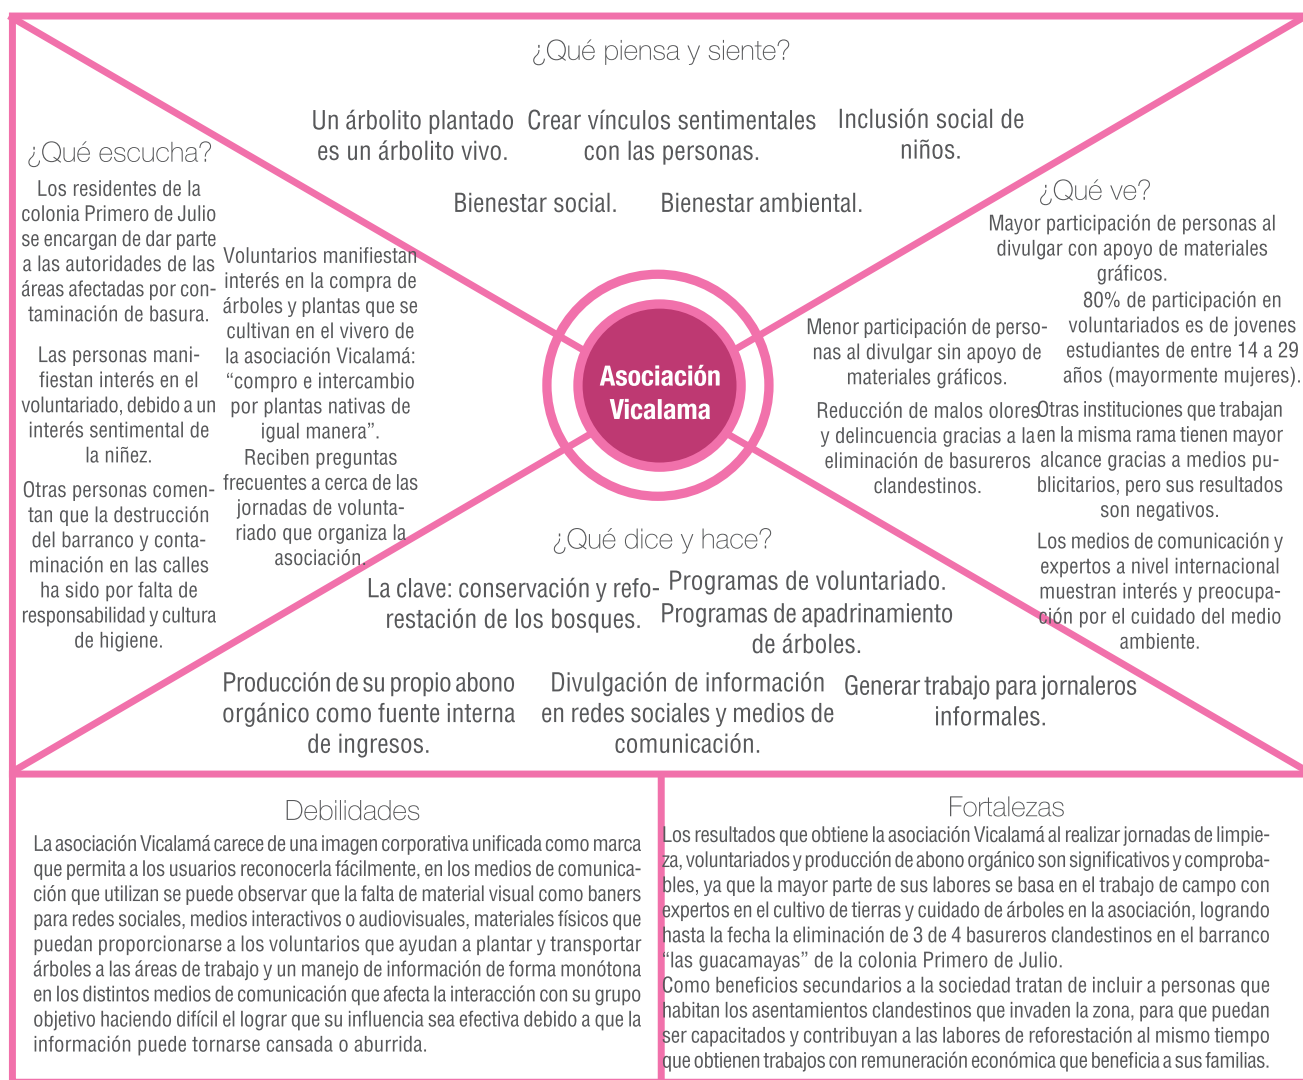 ¿Qué piensa y siente?
Un árbolito plantado
es un árbolito vivo.
Crear vínculos sentimentales
con las personas.
Inclusión social de
niños.
Bienestar social.
Bienestar ambiental.
¿Qué escucha?
Los residentes de la
colonia Primero de Julio
se encargan de dar parte
a las autoridades de las
áreas afectadas por con-
taminación de basura.
Las personas mani-
fiestan interés en el
voluntariado, debido a un
interés sentimental de
la niñez.
Otras personas comen-
tan que la destrucción
del barranco y conta-
minación en las calles
ha sido por falta de
responsabilidad y cultura
de higiene.
Voluntarios manifiestan
interés en la compra de
árboles y plantas que se
cultivan en el vivero de
la asociación Vicalamá:
“compro e intercambio
por plantas nativas de
igual manera”.
Reciben preguntas
frecuentes a cerca de las
jornadas de volunta-
riado que organiza la
asociación.
Asociación
Vicalama
¿Qué ve?
Mayor participación de personas al
divulgar con apoyo de materiales
gráficos.
80% de participación en
voluntariados es de jovenes
estudiantes de entre 14 a 29
años (mayormente mujeres).
Menor participación de perso-
nas al divulgar sin apoyo de
materiales gráficos.
Reducción de malos olores
y delincuencia gracias a la
eliminación de basureros
clandestinos.
Otras instituciones que trabajan
en la misma rama tienen mayor
alcance gracias a medios pu-
blicitarios, pero sus resultados
son negativos.
Los medios de comunicación y
expertos a nivel internacional
muestran interés y preocupa-
ción por el cuidado del medio
ambiente.
¿Qué dice y hace?
La clave: conservación y refo-
restación de los bosques.
Programas de voluntariado.
Programas de apadrinamiento
de árboles.
Producción de su propio abono
orgánico como fuente interna
de ingresos.
Divulgación de información
en redes sociales y medios de
comunicación.
Generar trabajo para jornaleros
informales.
Debilidades
La asociación Vicalamá carece de una imagen corporativa unificada como marca
que permita a los usuarios reconocerla fácilmente, en los medios de comunica-
ción que utilizan se puede observar que la falta de material visual como baners
para redes sociales, medios interactivos o audiovisuales, materiales físicos que
puedan proporcionarse a los voluntarios que ayudan a plantar y transportar
árboles a las áreas de trabajo y un manejo de información de forma monótona
en los distintos medios de comunicación que afecta la interacción con su grupo
objetivo haciendo difícil el lograr que su influencia sea efectiva debido a que la
información puede tornarse cansada o aburrida.
Fortalezas
Los resultados que obtiene la asociación Vicalamá al realizar jornadas de limpie-
za, voluntariados y producción de abono orgánico son significativos y comproba-
bles, ya que la mayor parte de sus labores se basa en el trabajo de campo con
expertos en el cultivo de tierras y cuidado de árboles en la asociación, logrando
hasta la fecha la eliminación de 3 de 4 basureros clandestinos en el barranco
“las guacamayas” de la colonia Primero de Julio.
Como beneficios secundarios a la sociedad tratan de incluir a personas que
habitan los asentamientos clandestinos que invaden la zona, para que puedan
ser capacitados y contribuyan a las labores de reforestación al mismo tiempo
que obtienen trabajos con remuneración económica que beneficia a sus familias.